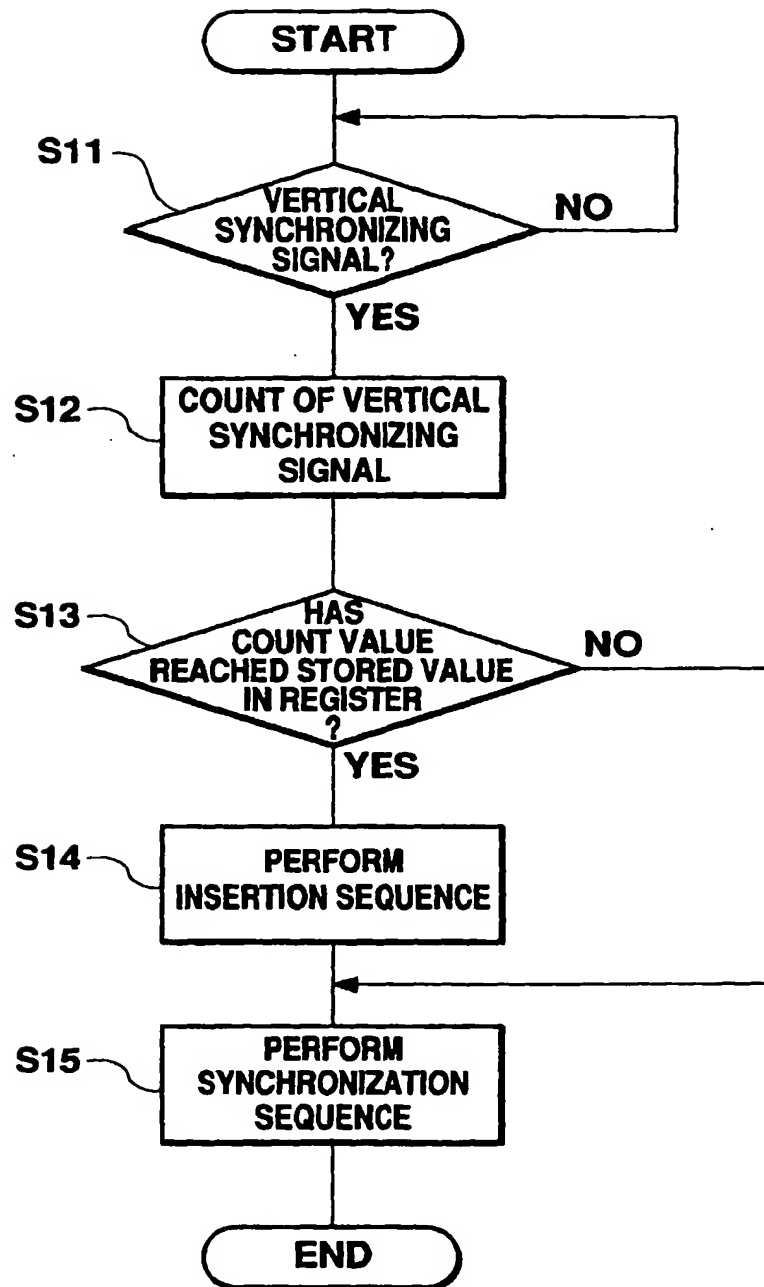 START
S11
VERTICAL
SYNCHRONIZING
SIGNAL?
NO
YES
S12
COUNT OF VERTICAL
SYNCHRONIZING
SIGNAL
S13
HAS
COUNT VALUE
REACHED STORED VALUE
IN REGISTER
?
NO
YES
S14
PERFORM
INSERTION SEQUENCE
S15
PERFORM
SYNCHRONIZATION
SEQUENCE
END